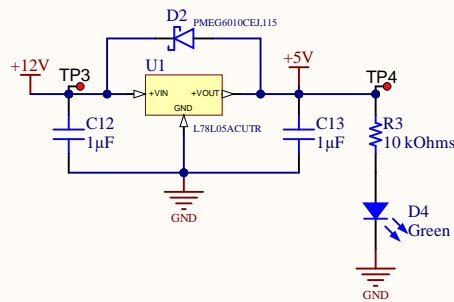 D2
PMEG6010CEJ,115
+12V
U1
+5V
TP3
TP4
+VIN
+VOUT
GND
L78L05ACUTR
C12
1µF
C13
1µF
R3
10 kOhms
GND
D4
Green
GND